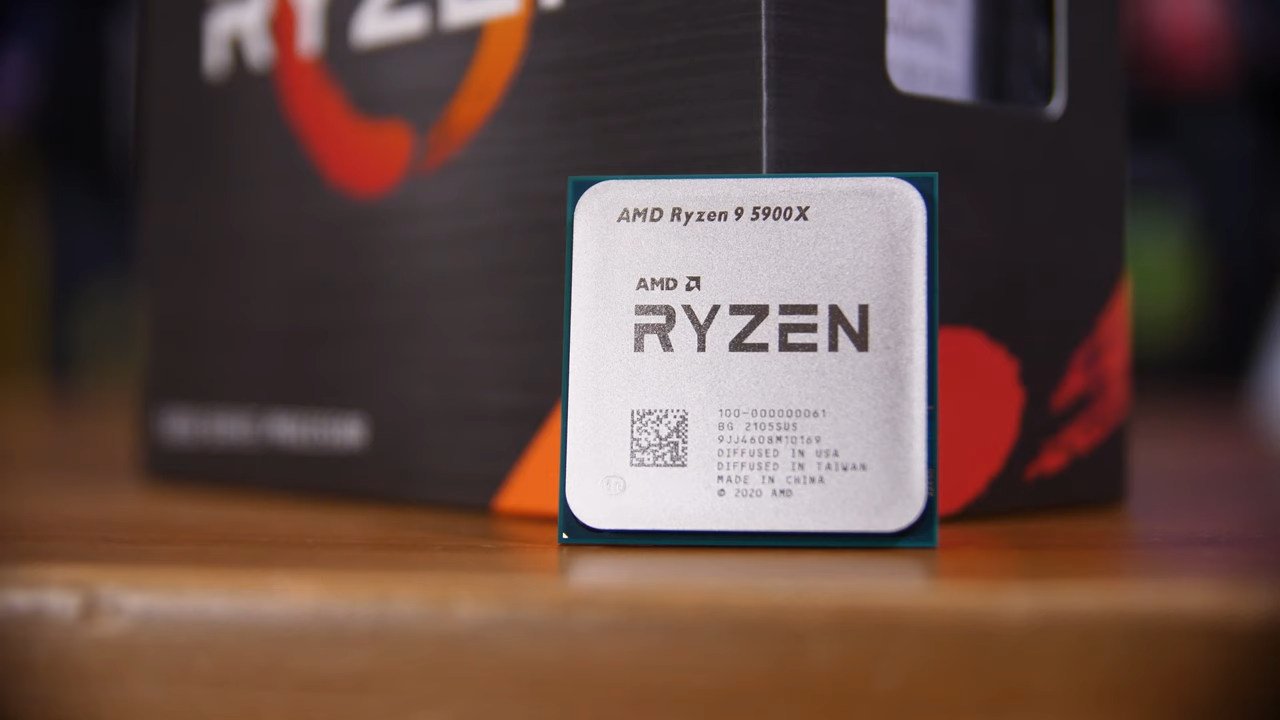 RYZEN
AMD Ryzen 9 5900X
AMD
RYZEN
100-000000061
BG 2105SUS
9JJ4608M10169
DIFFUSED IN USA
DIFFUSED IN TAIWAN
MADE IN CHINA
© 2020 AMD